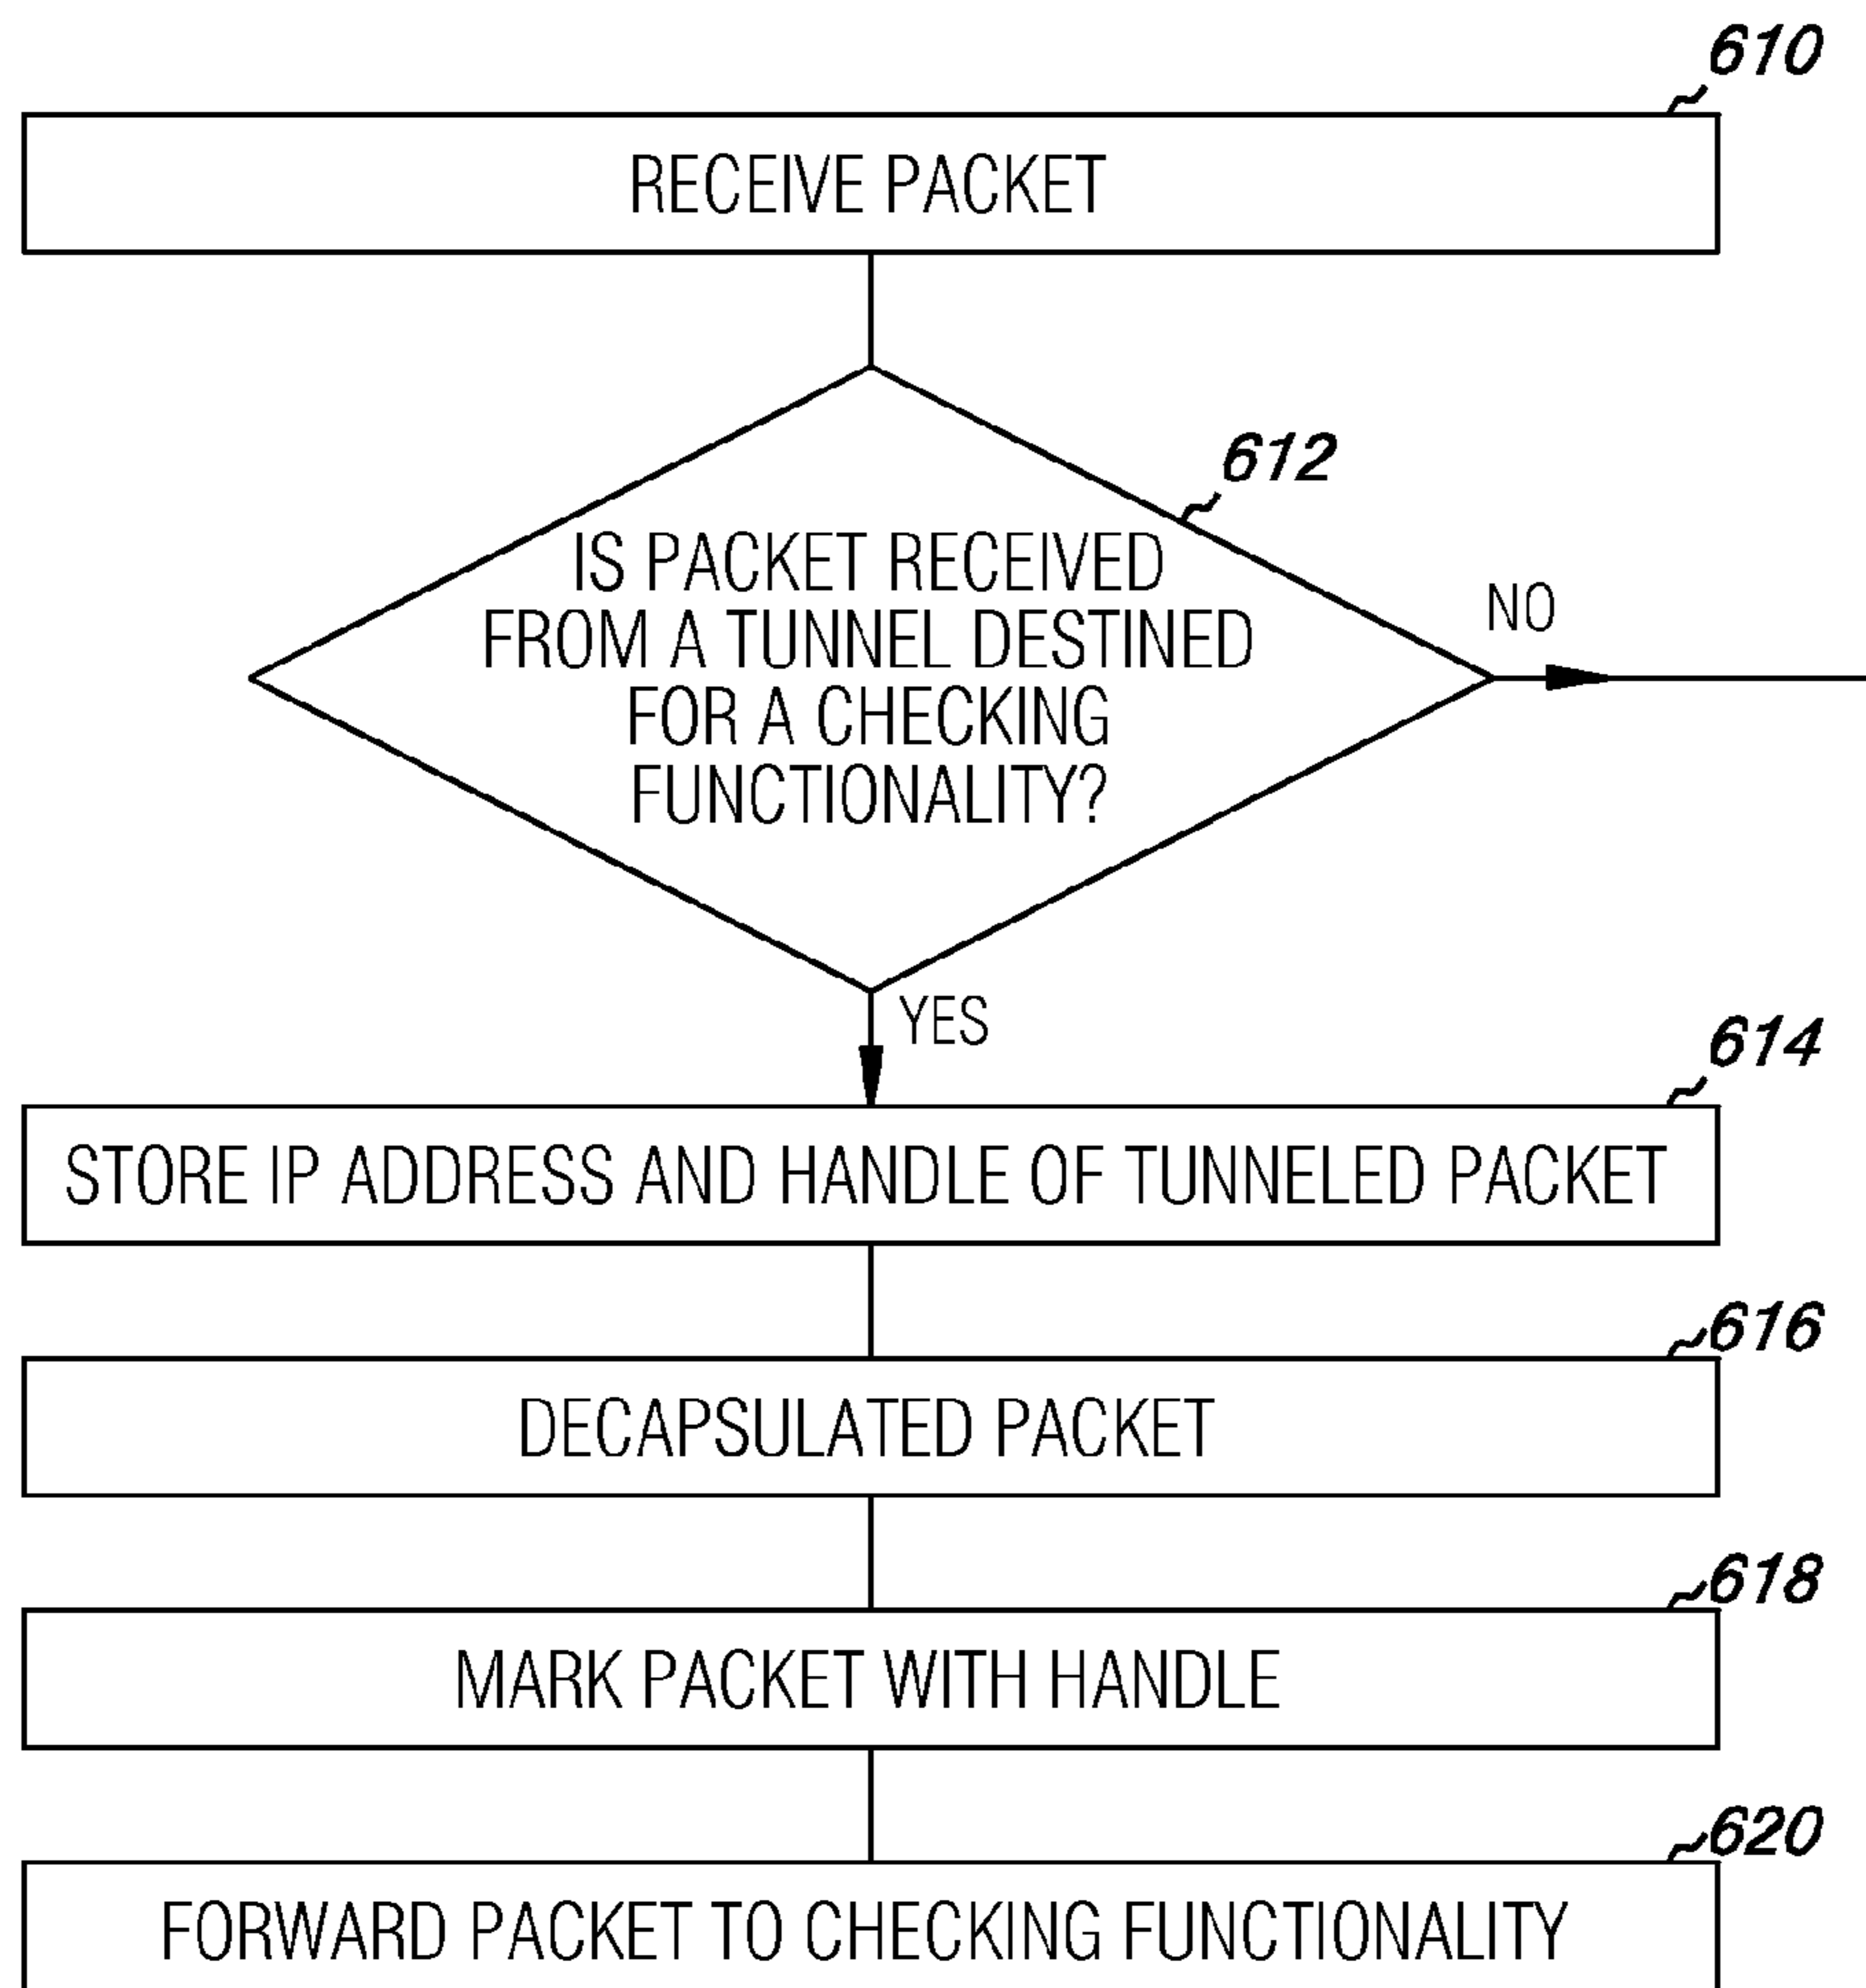 610
RECEIVE PACKET
612
IS PACKET RECEIVED
FROM A TUNNEL DESTINED
FOR A CHECKING
FUNCTIONALITY?
NO
YES
614
STORE IP ADDRESS AND HANDLE OF TUNNELED PACKET
616
DECAPSULATED PACKET
618
MARK PACKET WITH HANDLE
620
FORWARD PACKET TO CHECKING FUNCTIONALITY